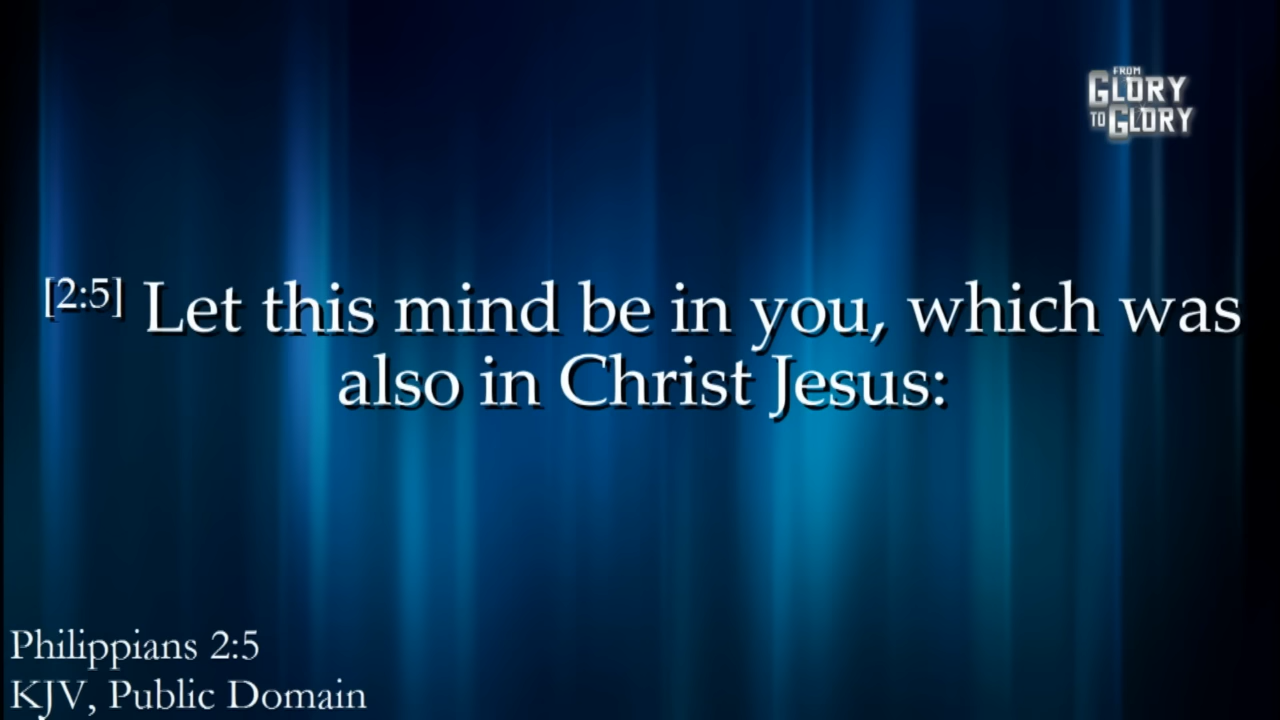 FROM
GLORY
TO GLORY
[2:5] Let this mind be in you, which was
also in Christ Jesus:
Philippians 2:5
KJV, Public Domain